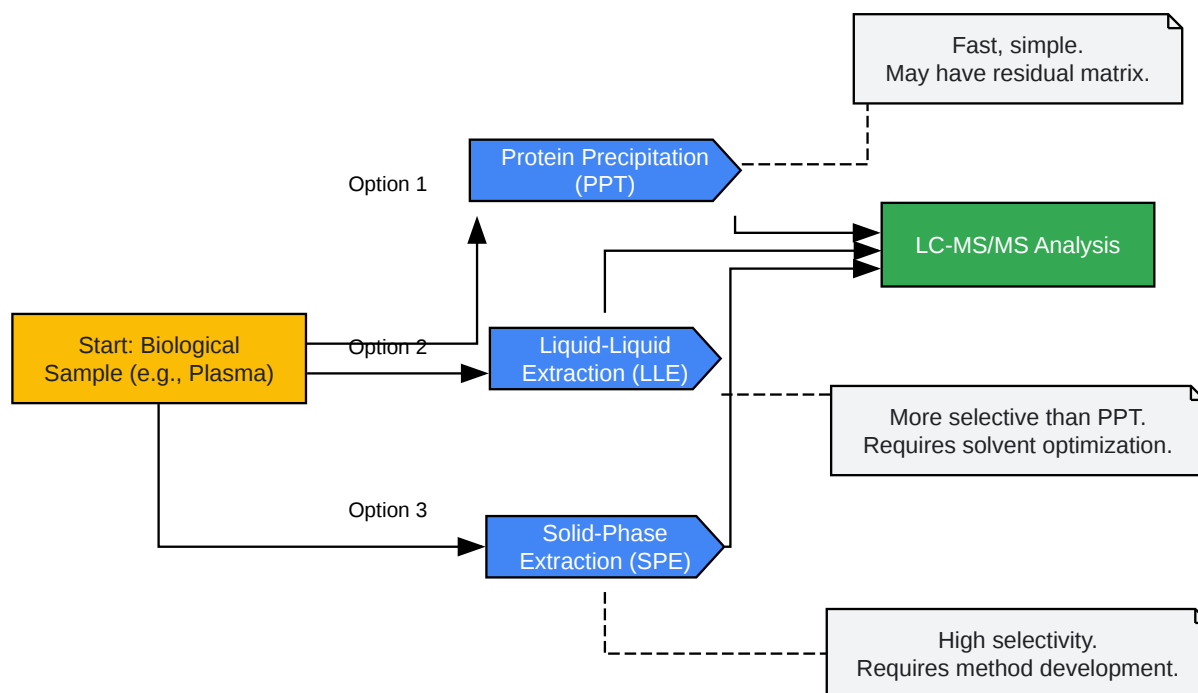 Fast, simple.
May have residual matrix.
Protein Precipitation
(PPT)
Option 1
LC-MS/MS Analysis
Start: Biological
Sample (e.g., Plasma)
Option 2
Liquid-Liquid
Extraction (LLE)
More selective than PPT.
Requires solvent optimization.
Option 3
Solid-Phase
Extraction (SPE)
High selectivity.
Requires method development.